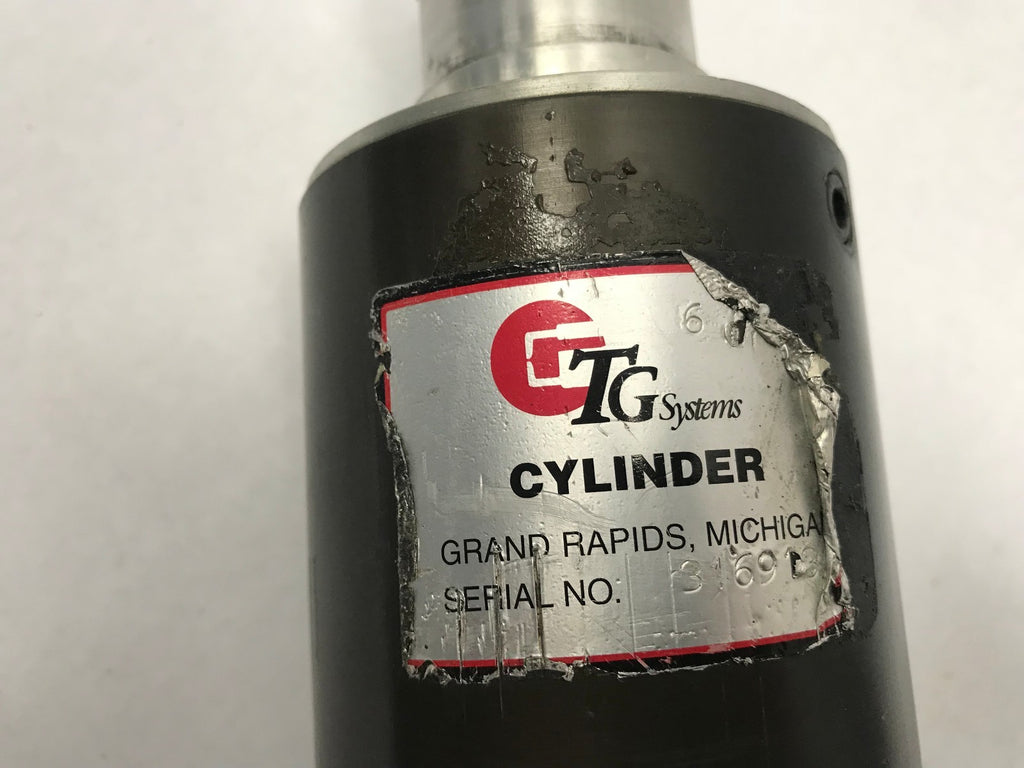 TG Systems
CYLINDER
GRAND RAPIDS, MICHIGA
SERIAL NO.